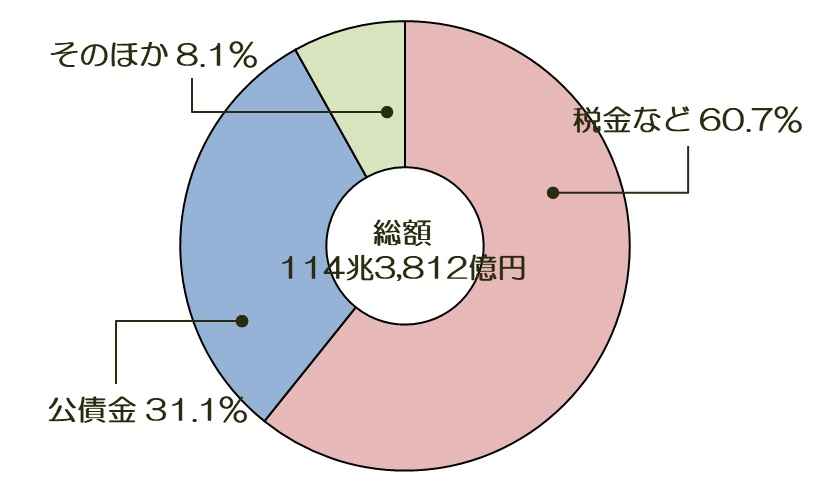 そのほか 8.1%
税金など 60.7%
総額
114兆3,812億円
公債金 31.1%